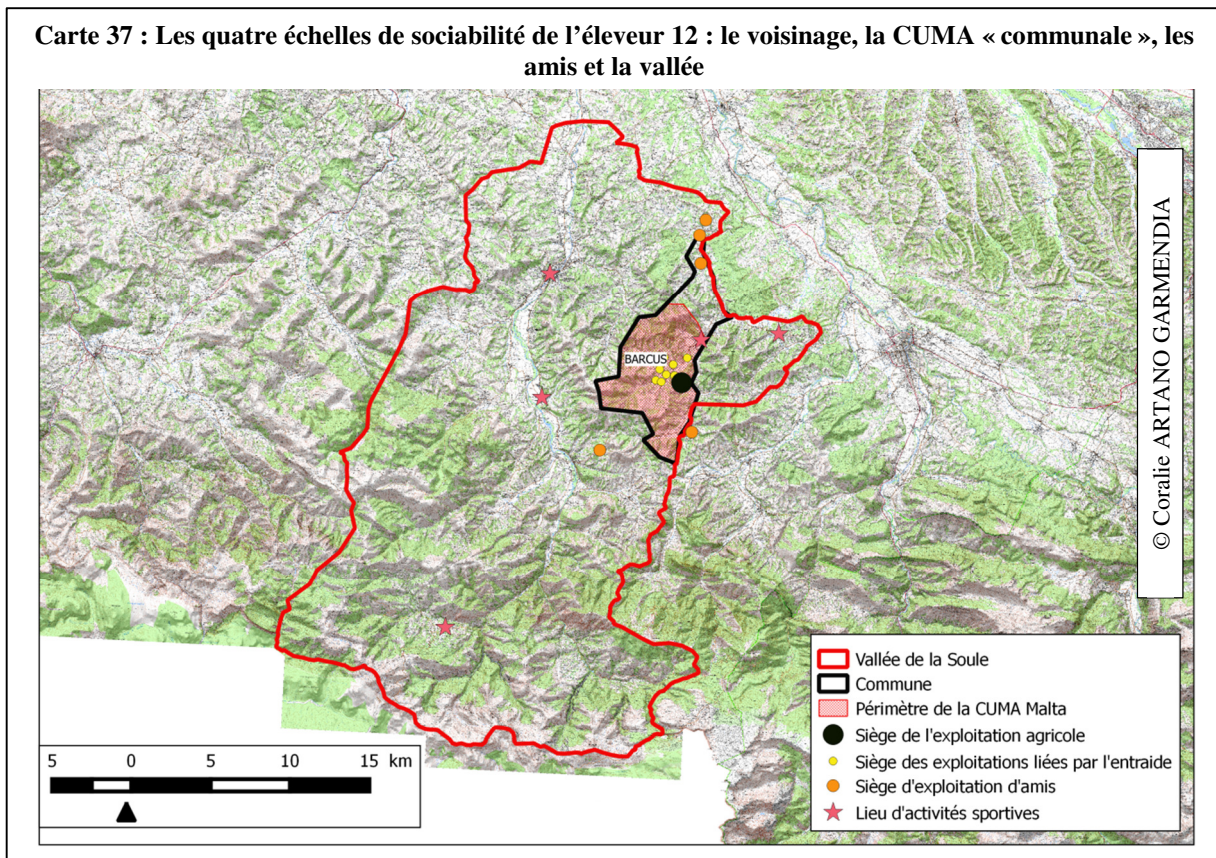 Carte 37 : Les quatre échelles de sociabilité de l’éleveur 12 : le voisinage, la CUMA « communale », les
amis et la vallée
BARCUS
© Coralie ARTANO GARMENDIA
Vallée de la Soule
Commune
Périmètre de la CUMA Malta
Siège de l'exploitation agricole
Siège des exploitations liées par l'entraide
Siège d'exploitation d'amis
Lieu d'activités sportives
5 0 5 10 15 km